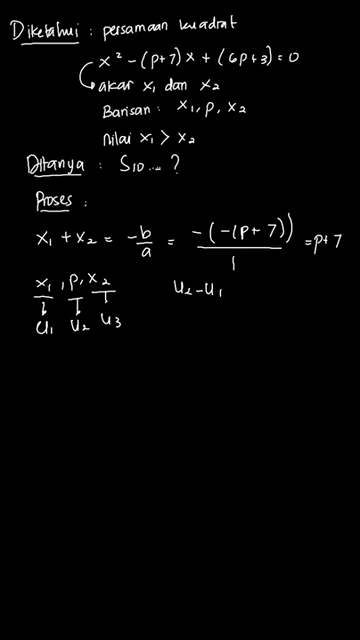 Diketahui : persamaan kuadrat
x² - (p+7)x + (6p+3) = 0
akar x₁ dan x₂
Barisan : x₁, p, x₂
Nilai x₁ > x₂
Ditanya : S₁₀ .... ?
Proses :
x₁ + x₂ = -b/a = -(-(p+7))/1 = p+7
x₁, p, x₂ U₂ - U₁
U₁ U₂ U₃